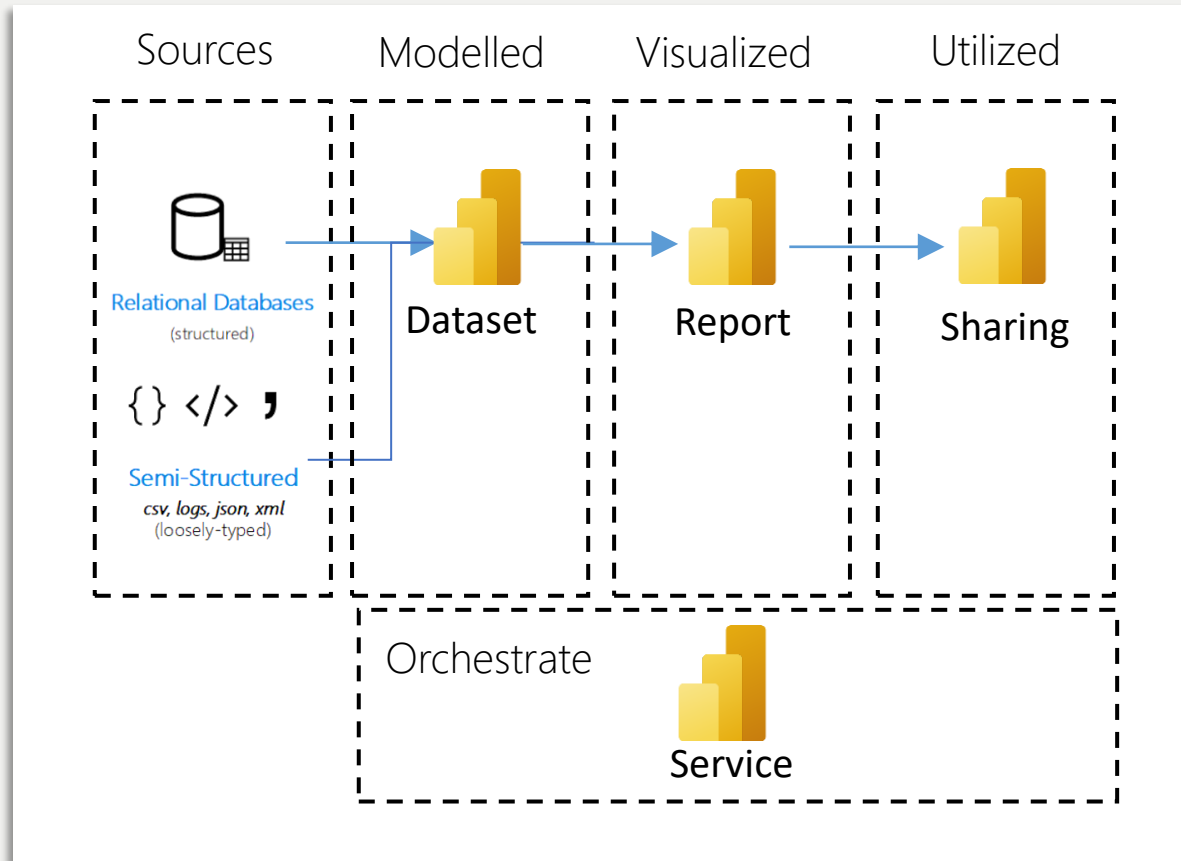 Sources
Modelled
Visualized
Utilized
Relational Databases
(structured)
{ } </> ,
Semi-Structured
csv, logs, json, xml
(loosely-typed)
Dataset
Report
Sharing
Orchestrate
Service